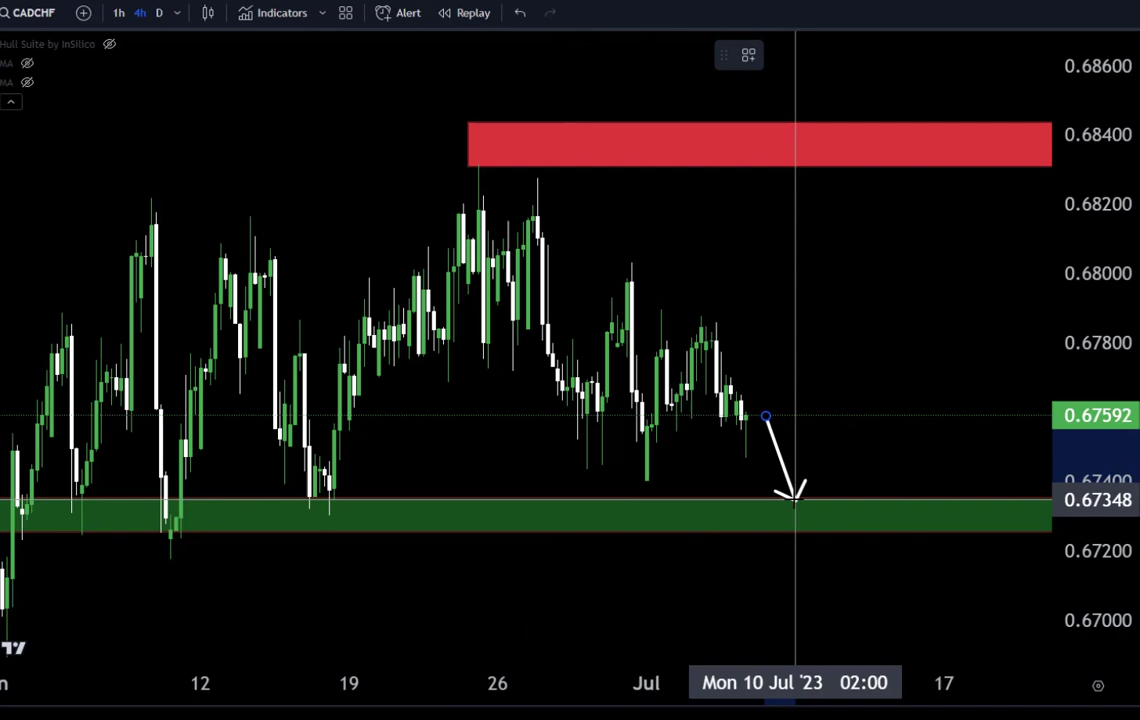 CADCHF 1h 4h D Indicators Alert Replay
Hull Suite by InSilico
MA
MA
0.68600
0.68400
0.68200
0.68000
0.67800
0.67592
0.67400
0.67348
0.67200
0.67000
12 19 26 Jul Mon 10 Jul '23 02:00 17